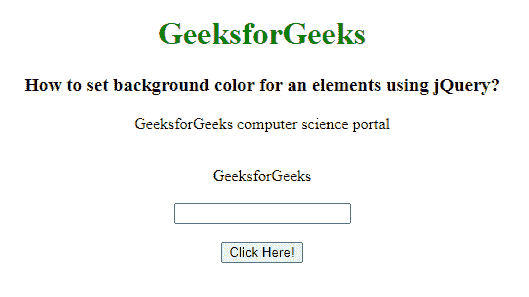 GeeksforGeeks
How to set background color for an elements using jQuery?
GeeksforGeeks computer science portal
GeeksforGeeks
Click Here!